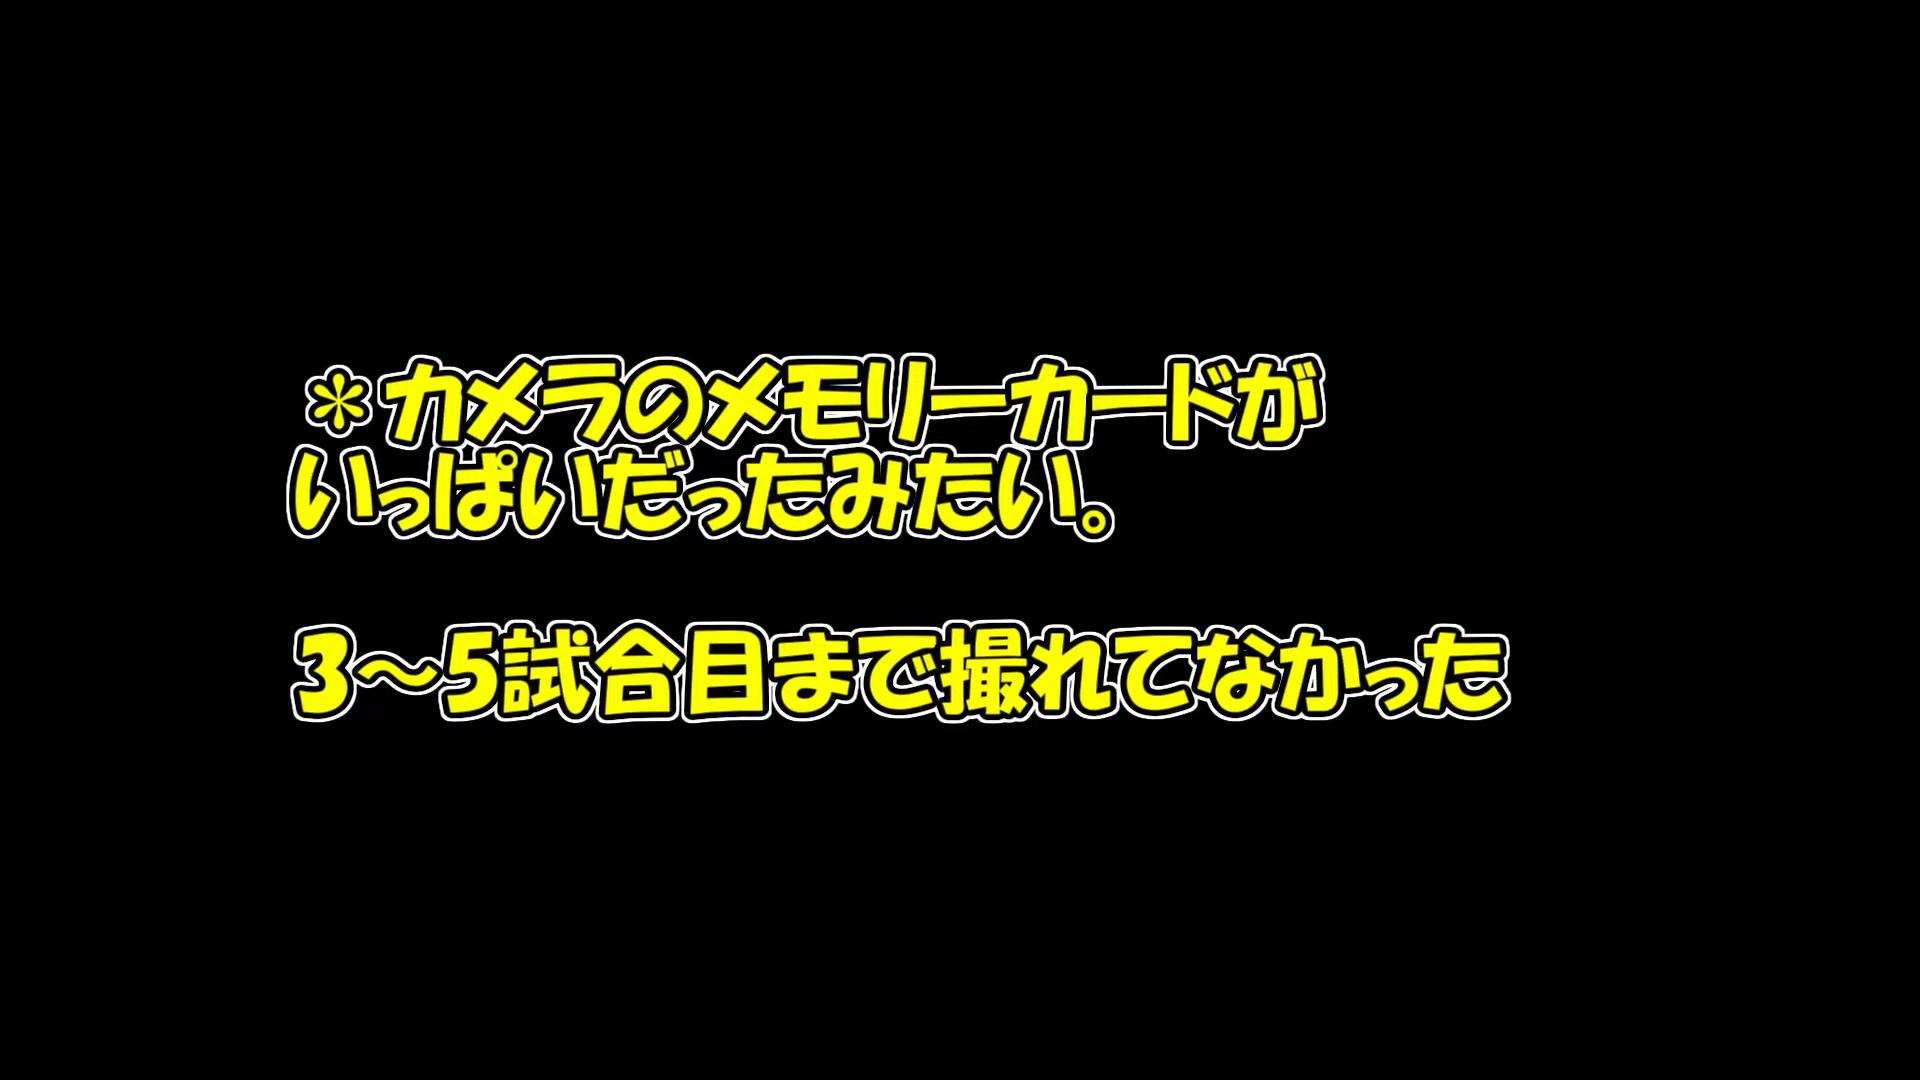 ＊カメラのメモリーカードが
いっぱいだったみたい。
3～5試合目まで撮れてなかった